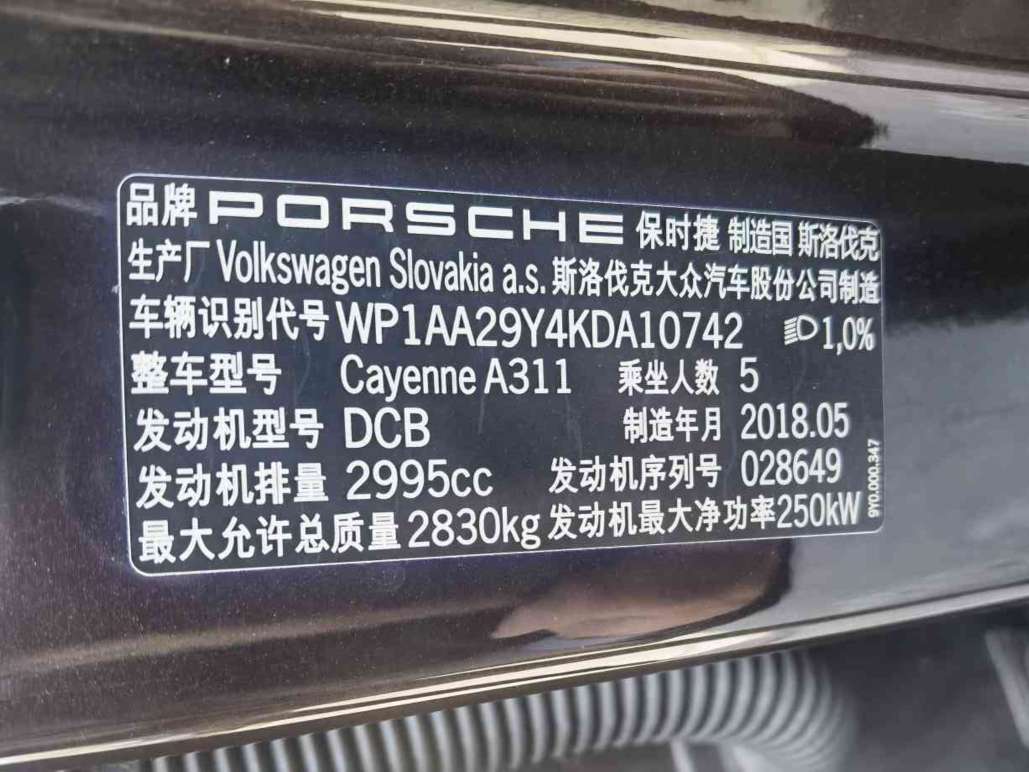 品牌 PORSCHE 保时捷 制造国 斯洛伐克
生产厂 Volkswagen Slovakia a.s. 斯洛伐克大众汽车股份公司制造
车辆识别代号 WP1AA29Y4KDA10742 1,0%
整车型号 Cayenne A311 乘坐人数 5
发动机型号 DCB 制造年月 2018.05
发动机排量 2995cc 发动机序列号 028649
最大允许总质量 2830kg 发动机最大净功率 250kW
9Y0.000.347